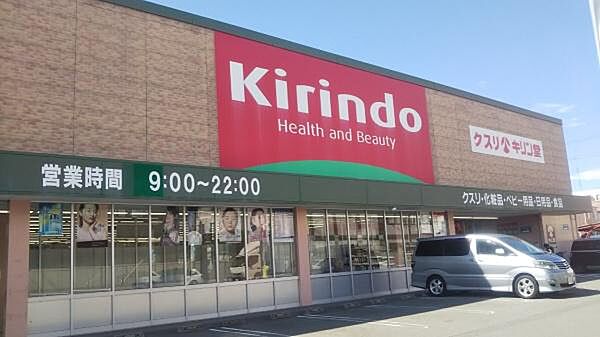 Kirindo
Health and Beauty
クスリ キリン堂
営業時間 9:00~22:00
クスリ・化粧品・ベビー用品・日用品・食品